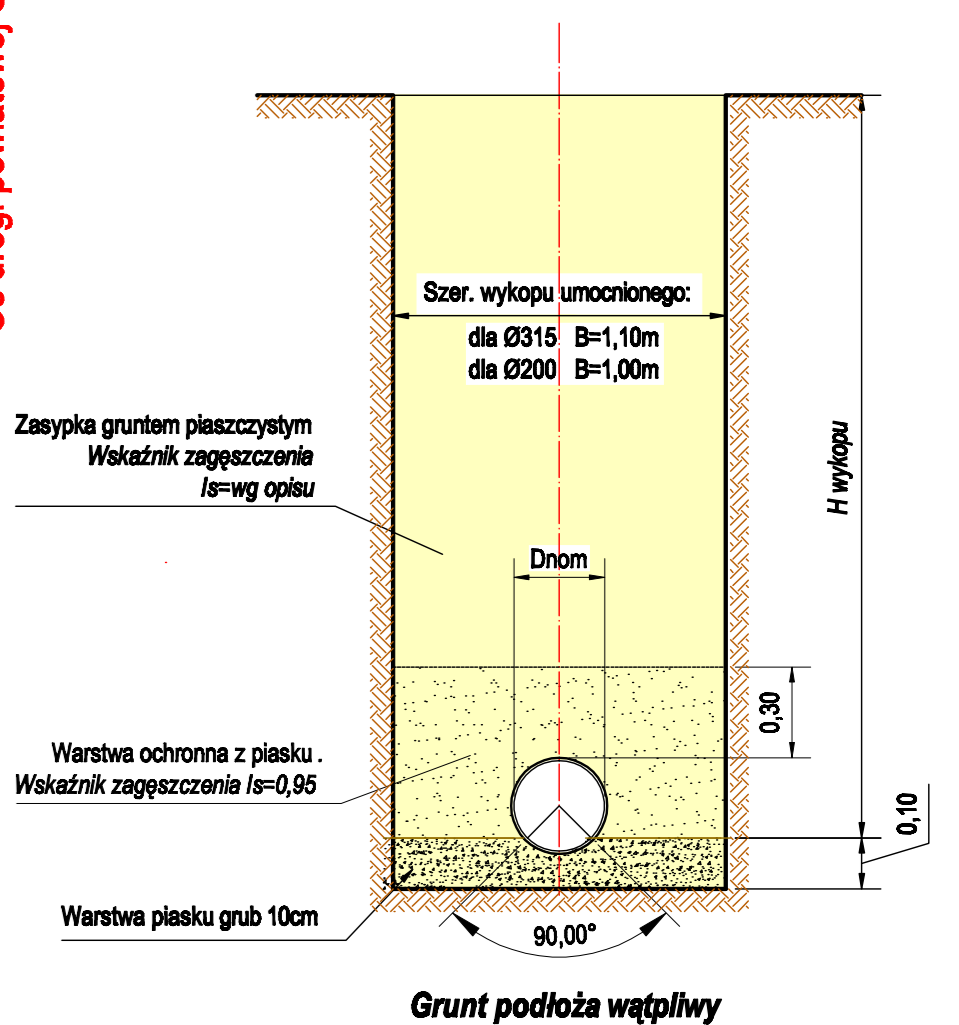 Szer. wykopu umocnionego:
dla Ø315 B=1,10m
dla Ø200 B=1,00m
Zasypka gruntem piaszczystym
Wskaźnik zagęszczenia
Is=wg opisu
H wykopu
Dnom
0,30
Warstwa ochronna z piasku .
Wskaźnik zagęszczenia Is=0,95
0,10
Warstwa piasku grub 10cm
90,00°
Grunt podłoża wątpliwy